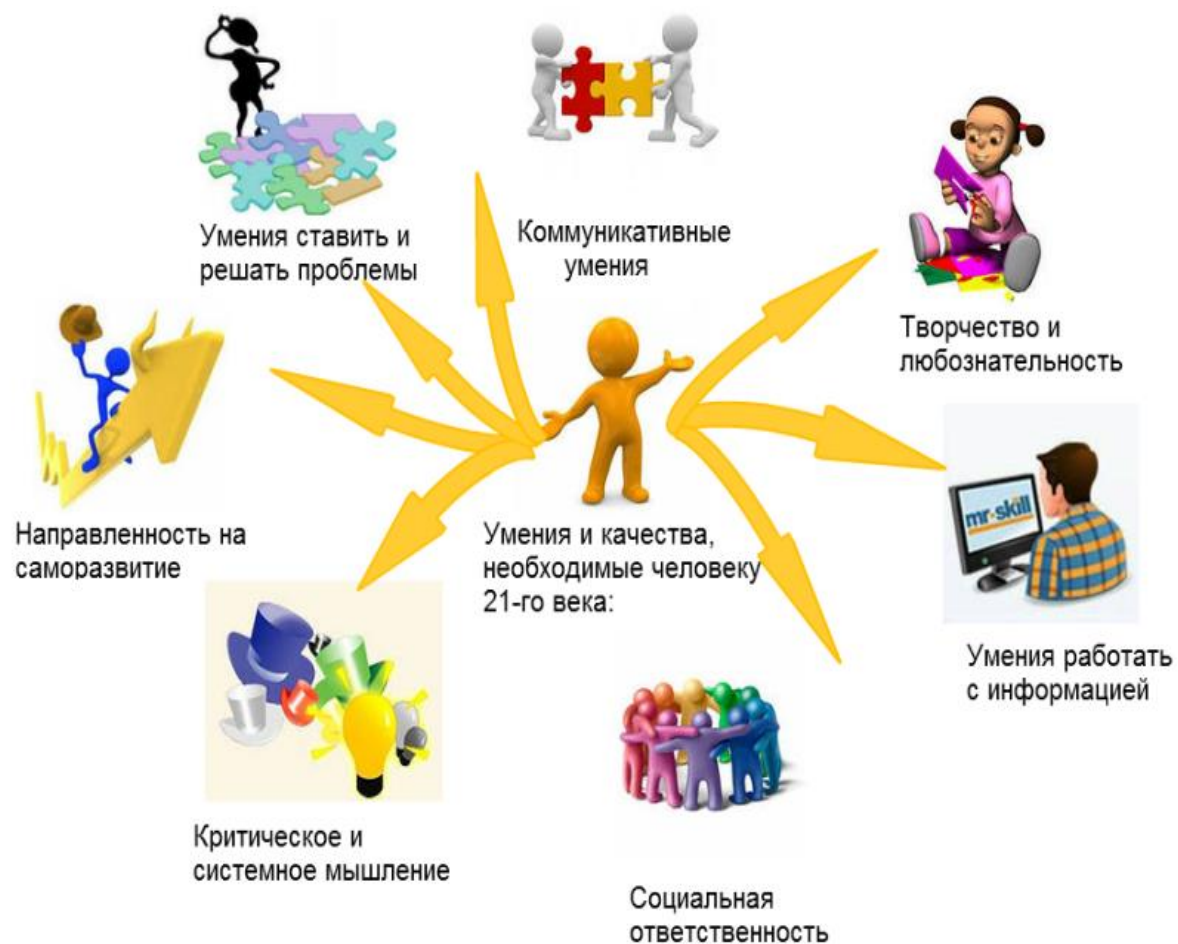 Умения ставить и
решать проблемы
Коммуникативные
умения
Творчество и
любознательность
Направленность на
саморазвитие
Умения и качества,
необходимые человеку
21-го века:
mr-skill
Умения работать
с информацией
Критическое и
системное мышление
Социальная
ответственность